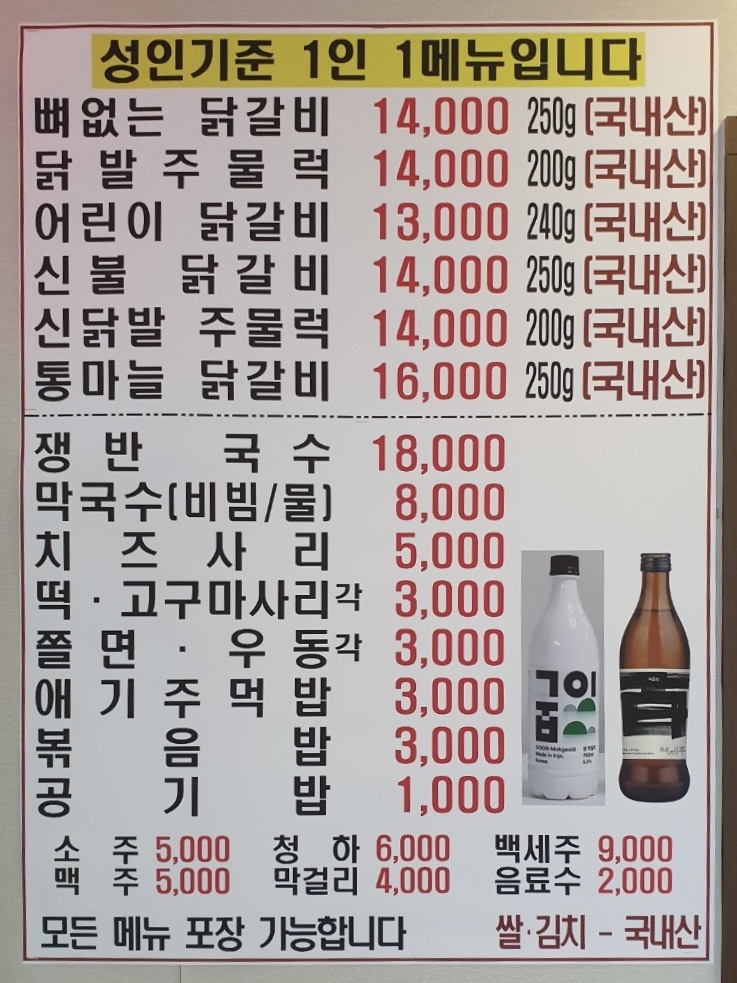 성인기준 1인 1메뉴입니다
뼈없는 닭갈비 14,000 250g (국내산)
닭발주물럭 14,000 200g (국내산)
어린이 닭갈비 13,000 240g (국내산)
신불 닭갈비 14,000 250g (국내산)
신닭발 주물럭 14,000 200g (국내산)
통마늘 닭갈비 16,000 250g (국내산)
쟁반 국수 18,000
막국수(비빔/물) 8,000
치즈사리 5,000
떡·고구마사리각 3,000
쫄면·우동각 3,000
애기주먹밥 3,000
볶음밥 3,000
공기밥 1,000
소주 5,000 청하 6,000 백세주 9,000
맥주 5,000 막걸리 4,000 음료수 2,000
모든 메뉴 포장 가능합니다 쌀·김치 - 국내산